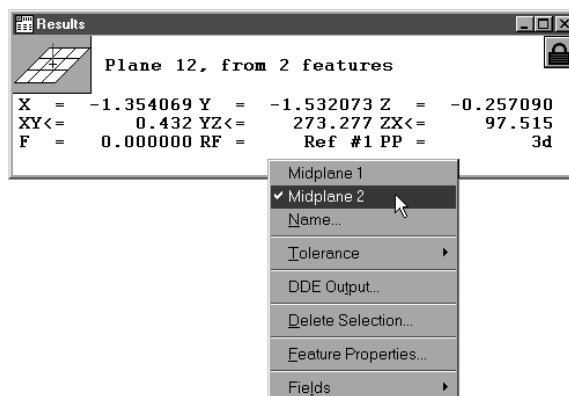 Results
Plane 12, from 2 features
X = -1.354069 Y = -1.532073 Z = -0.257090
XY<= 0.432 YZ<= 273.277 ZX<= 97.515
F = 0.000000 RF = Ref #1 PP = 3d
Midplane 1
✓ Midplane 2
Name...
Tolerance
DDE Output...
Delete Selection...
Feature Properties...
Fields